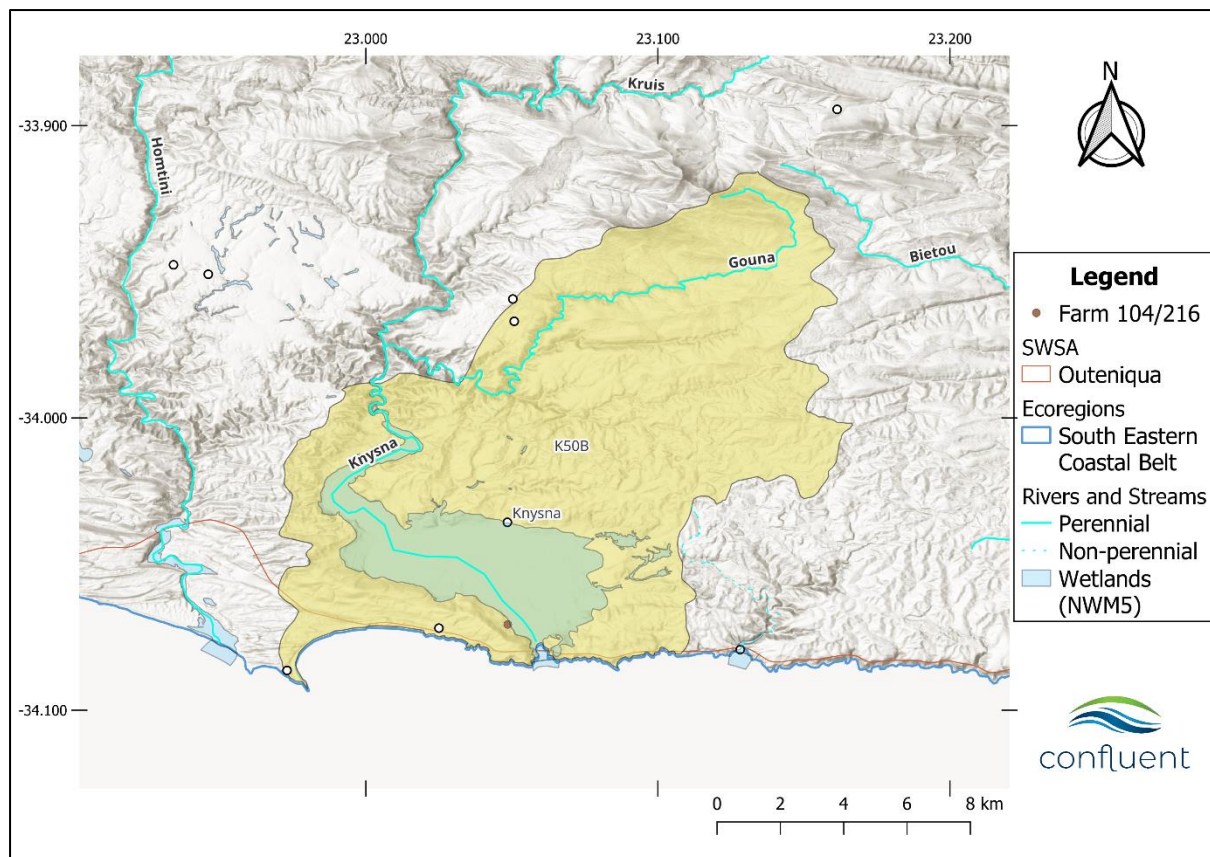 23.000
23.100
23.200
-33.900
-34.000
-34.100
Kruis
Homtini
Gouna
Bietou
K50B
Knysna
Knysna
N
Legend
Farm 104/216
SWSA
Outeniqua
Ecoregions
South Eastern
Coastal Belt
Rivers and Streams
Perennial
Non-perennial
Wetlands
(NWM5)
confluent
0 2 4 6 8 km